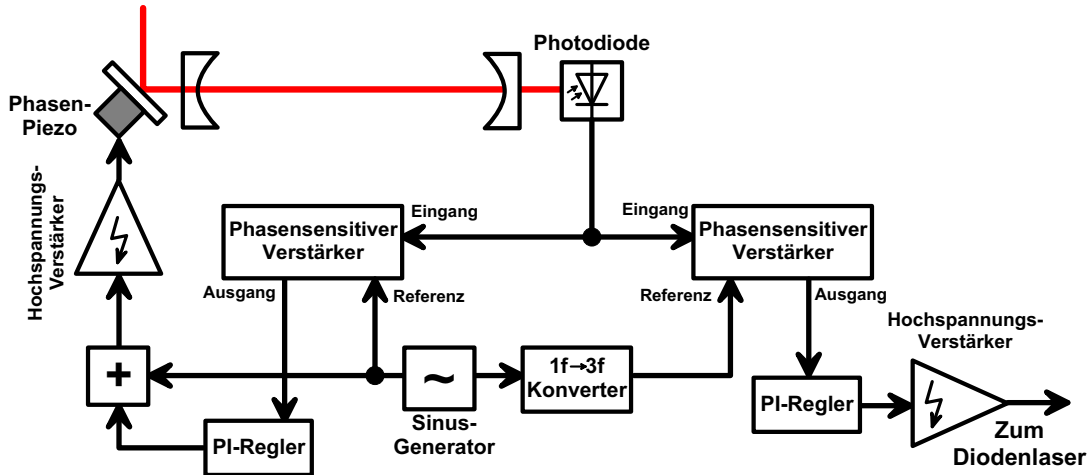 Photodiode
Phasen-
Piezo
Hochspannungs-
Verstärker
Eingang
Eingang
Phasensensitiver
Verstärker
Phasensensitiver
Verstärker
Ausgang
Referenz
Referenz
Ausgang
Hochspannungs-
Verstärker
+
~
1f→3f
Konverter
Sinus-
Generator
PI-Regler
PI-Regler
Zum
Diodenlaser